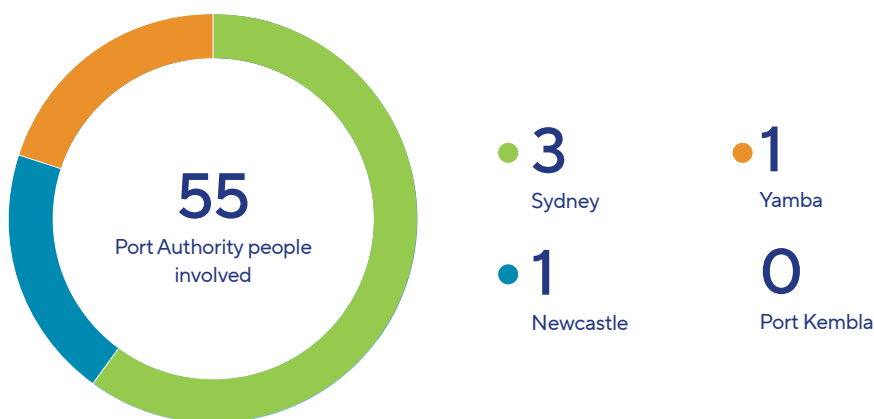 55
Port Authority people
involved
3
Sydney
1
Yamba
1
Newcastle
0
Port Kembla